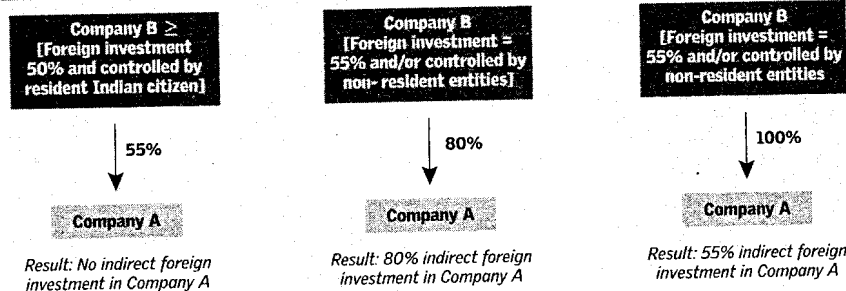 Company B ≥
[Foreign investment
50% and controlled by
resident Indian citizen]
55%
Company A
Result: No indirect foreign
investment in Company A
Company B
[Foreign investment =
55% and/or controlled by
non- resident entities]
80%
Company A
Result: 80% indirect foreign
investment in Company A
Company B
[Foreign investment =
55% and/or controlled by
non-resident entities
100%
Company A
Result: 55% indirect foreign
investment in Company A